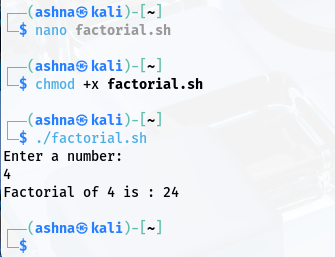 ┌──(ashna㉿kali)-[~]
└─$ nano factorial.sh
┌──(ashna㉿kali)-[~]
└─$ chmod +x factorial.sh
┌──(ashna㉿kali)-[~]
└─$ ./factorial.sh
Enter a number:
4
Factorial of 4 is : 24
┌──(ashna㉿kali)-[~]
└─$